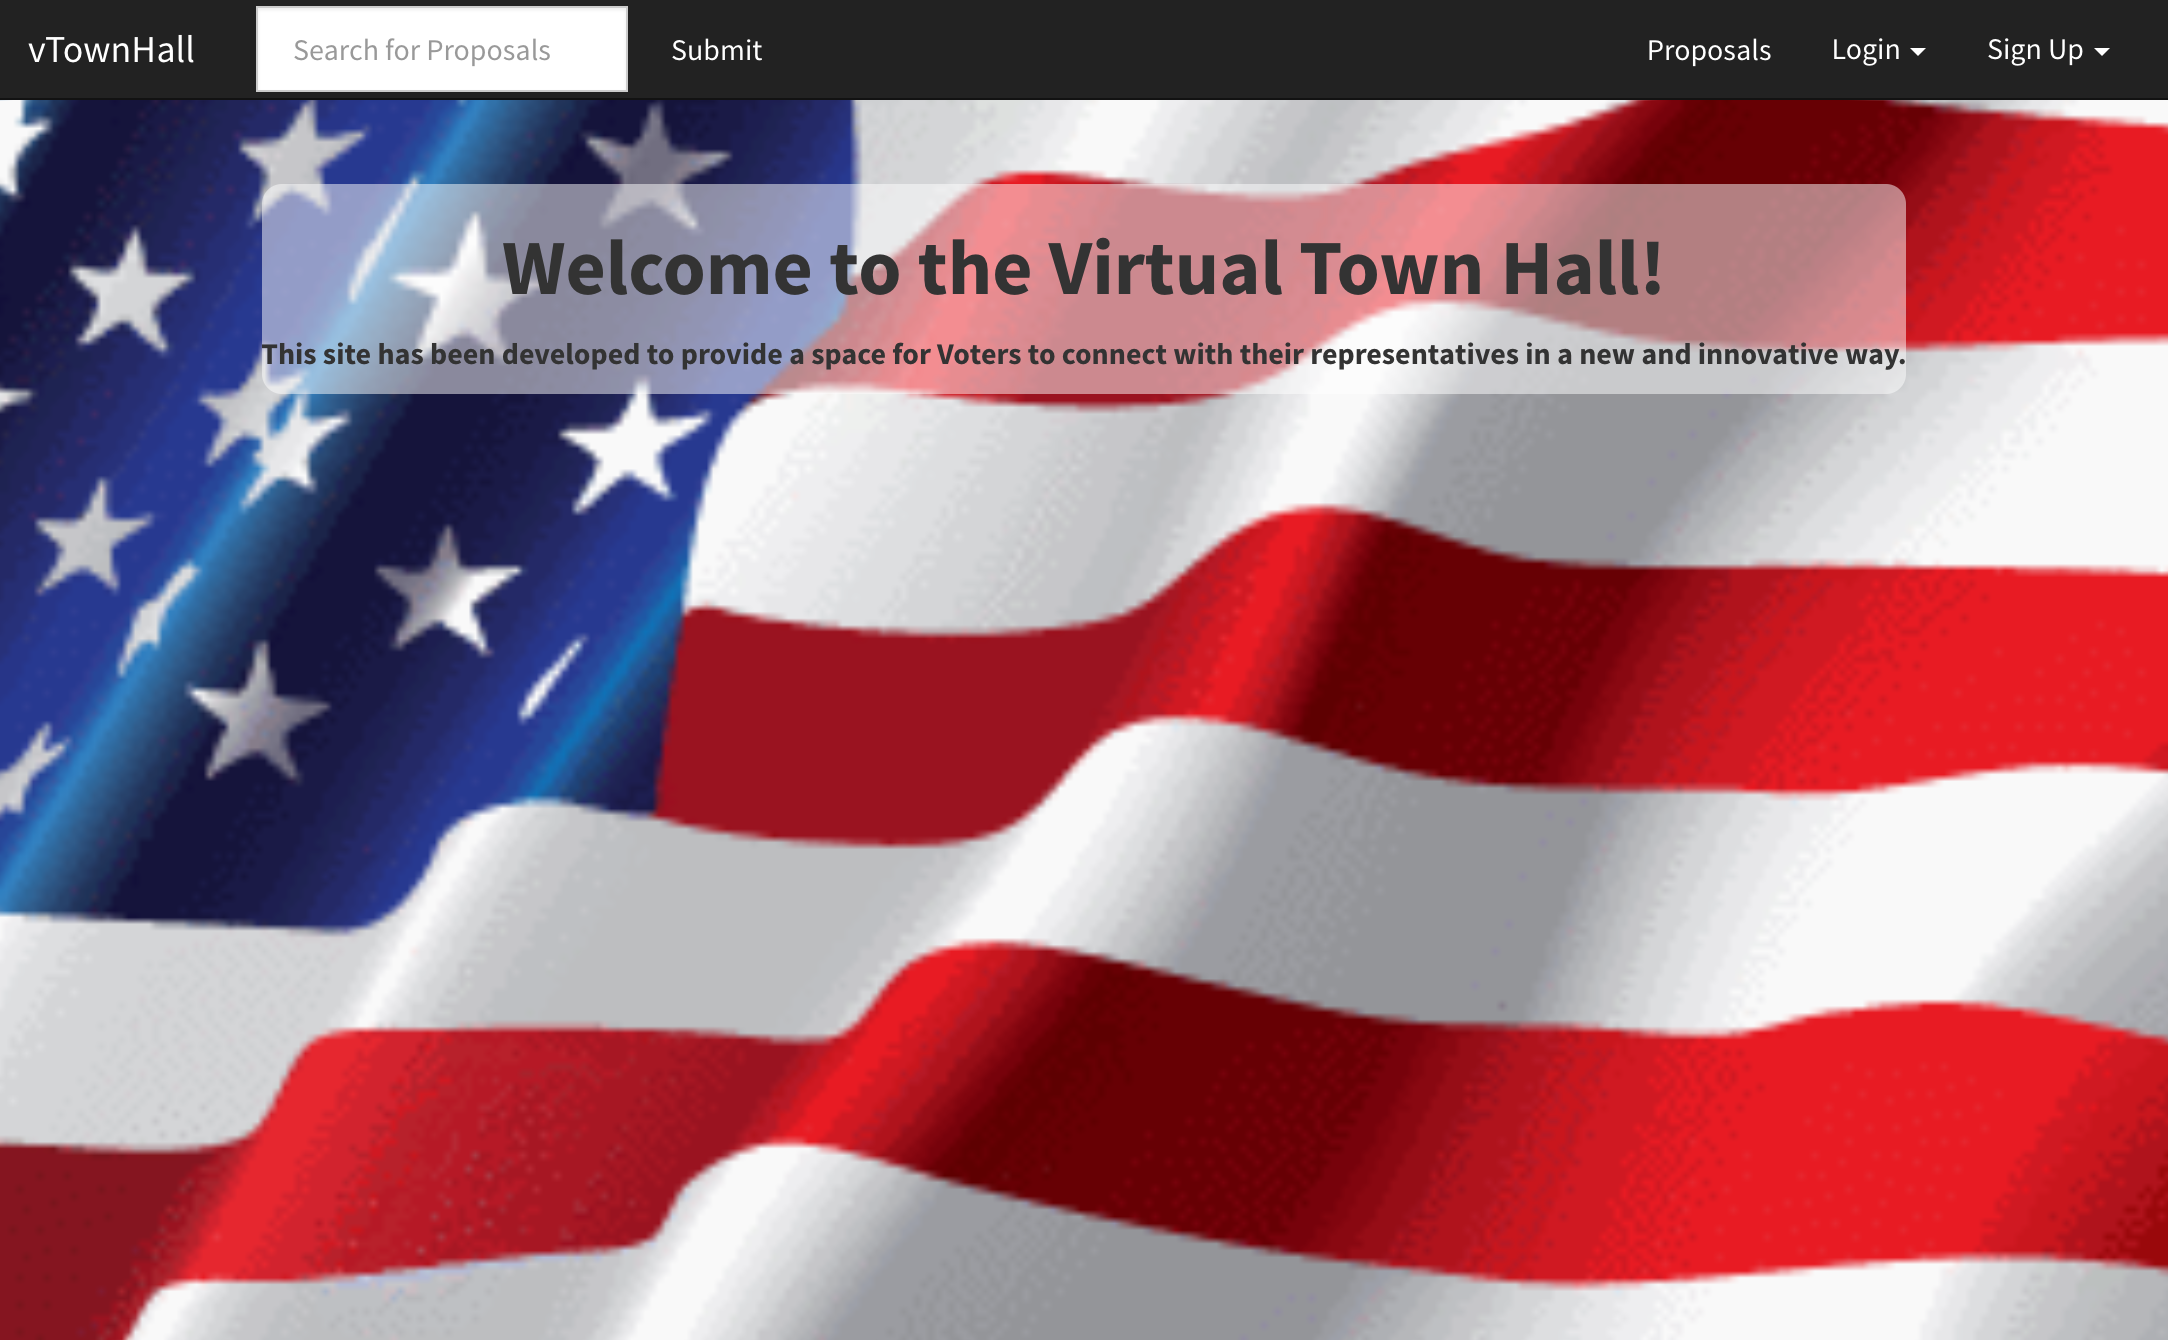 vTownHall
Search for Proposals
Submit
Proposals
Login
Sign Up
Welcome to the Virtual Town Hall!
This site has been developed to provide a space for Voters to connect with their representatives in a new and innovative way.